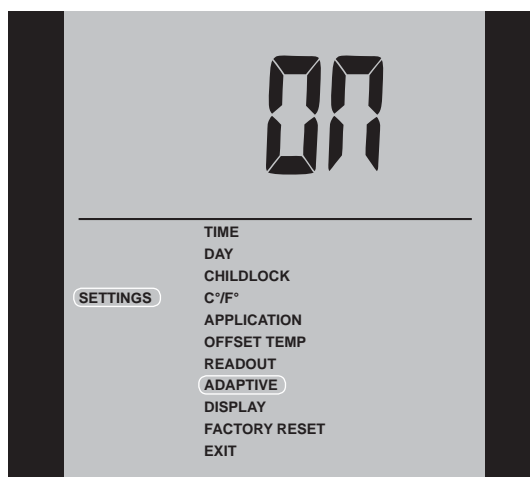 ON
TIME
DAY
CHILDLOCK
SETTINGS C°/F°
APPLICATION
OFFSET TEMP
READOUT
ADAPTIVE
DISPLAY
FACTORY RESET
EXIT